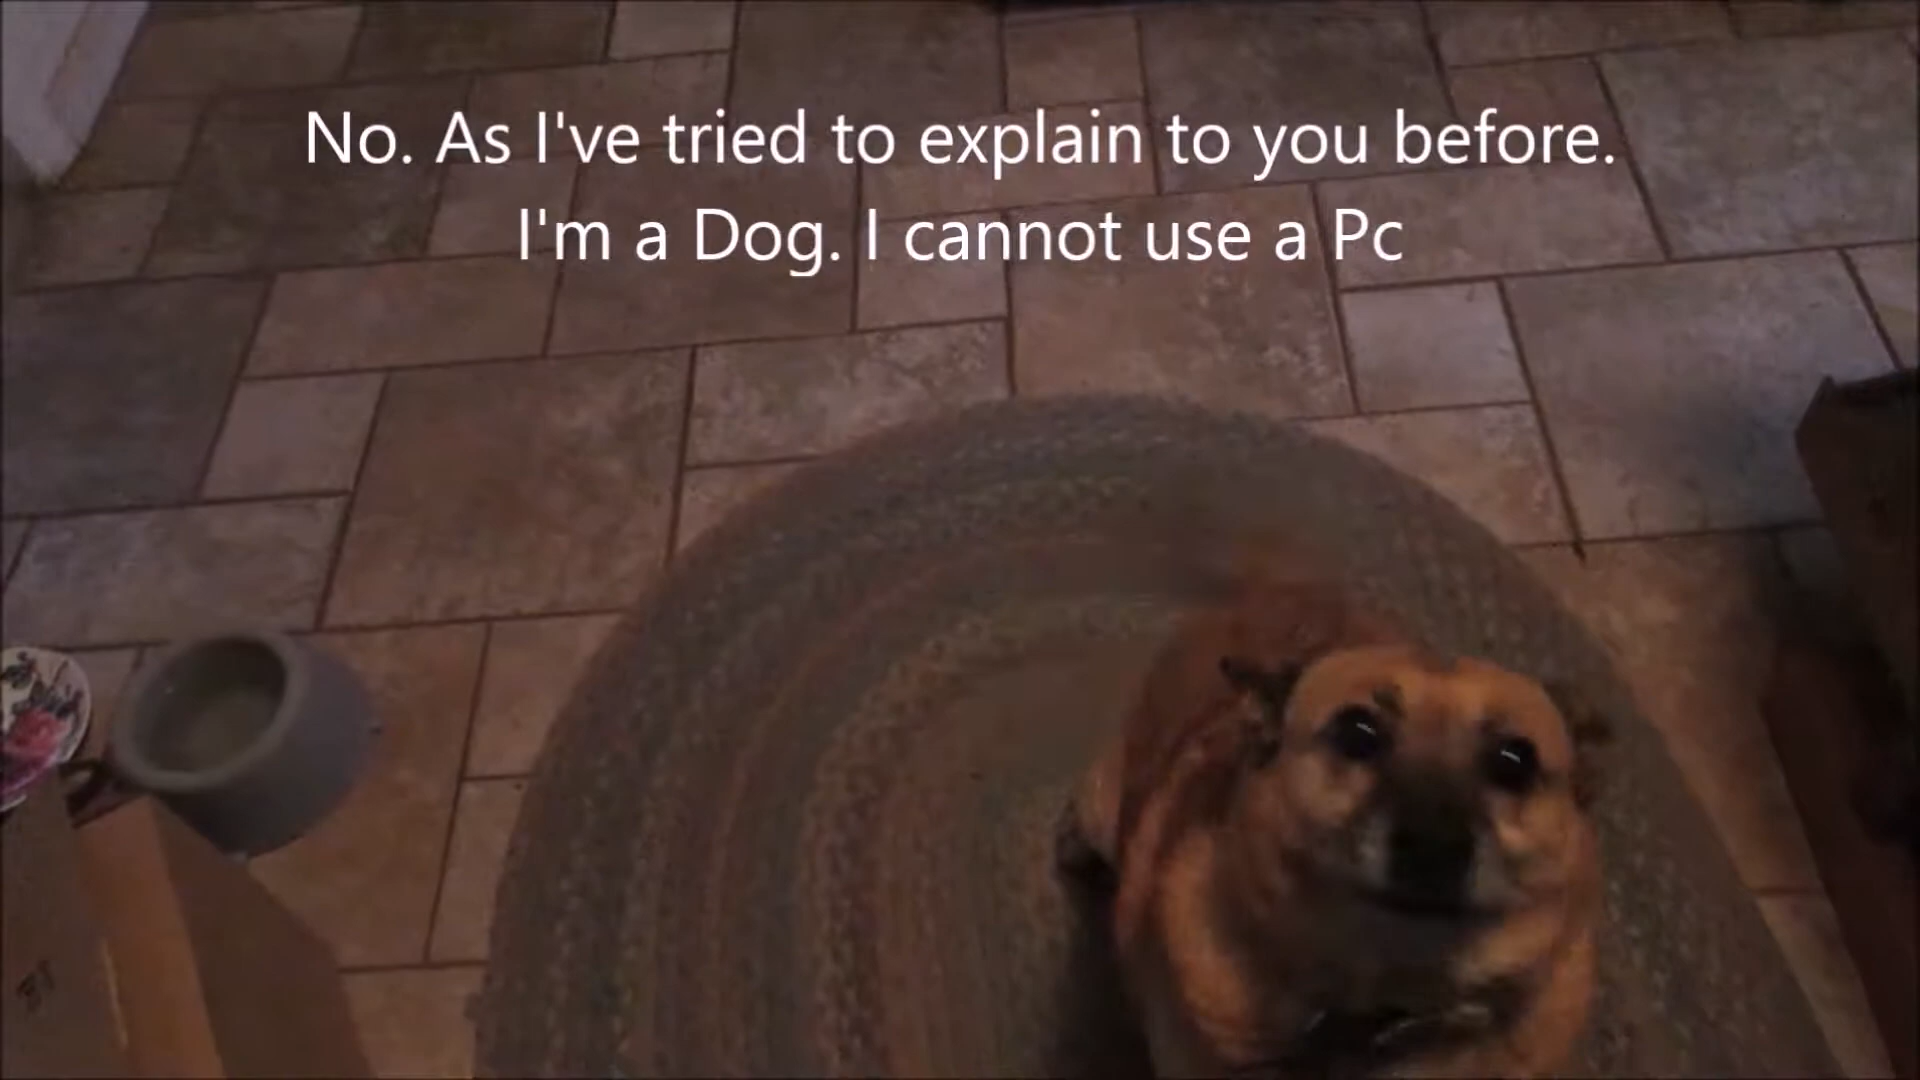 No. As I've tried to explain to you before.
I'm a Dog. I cannot use a Pc